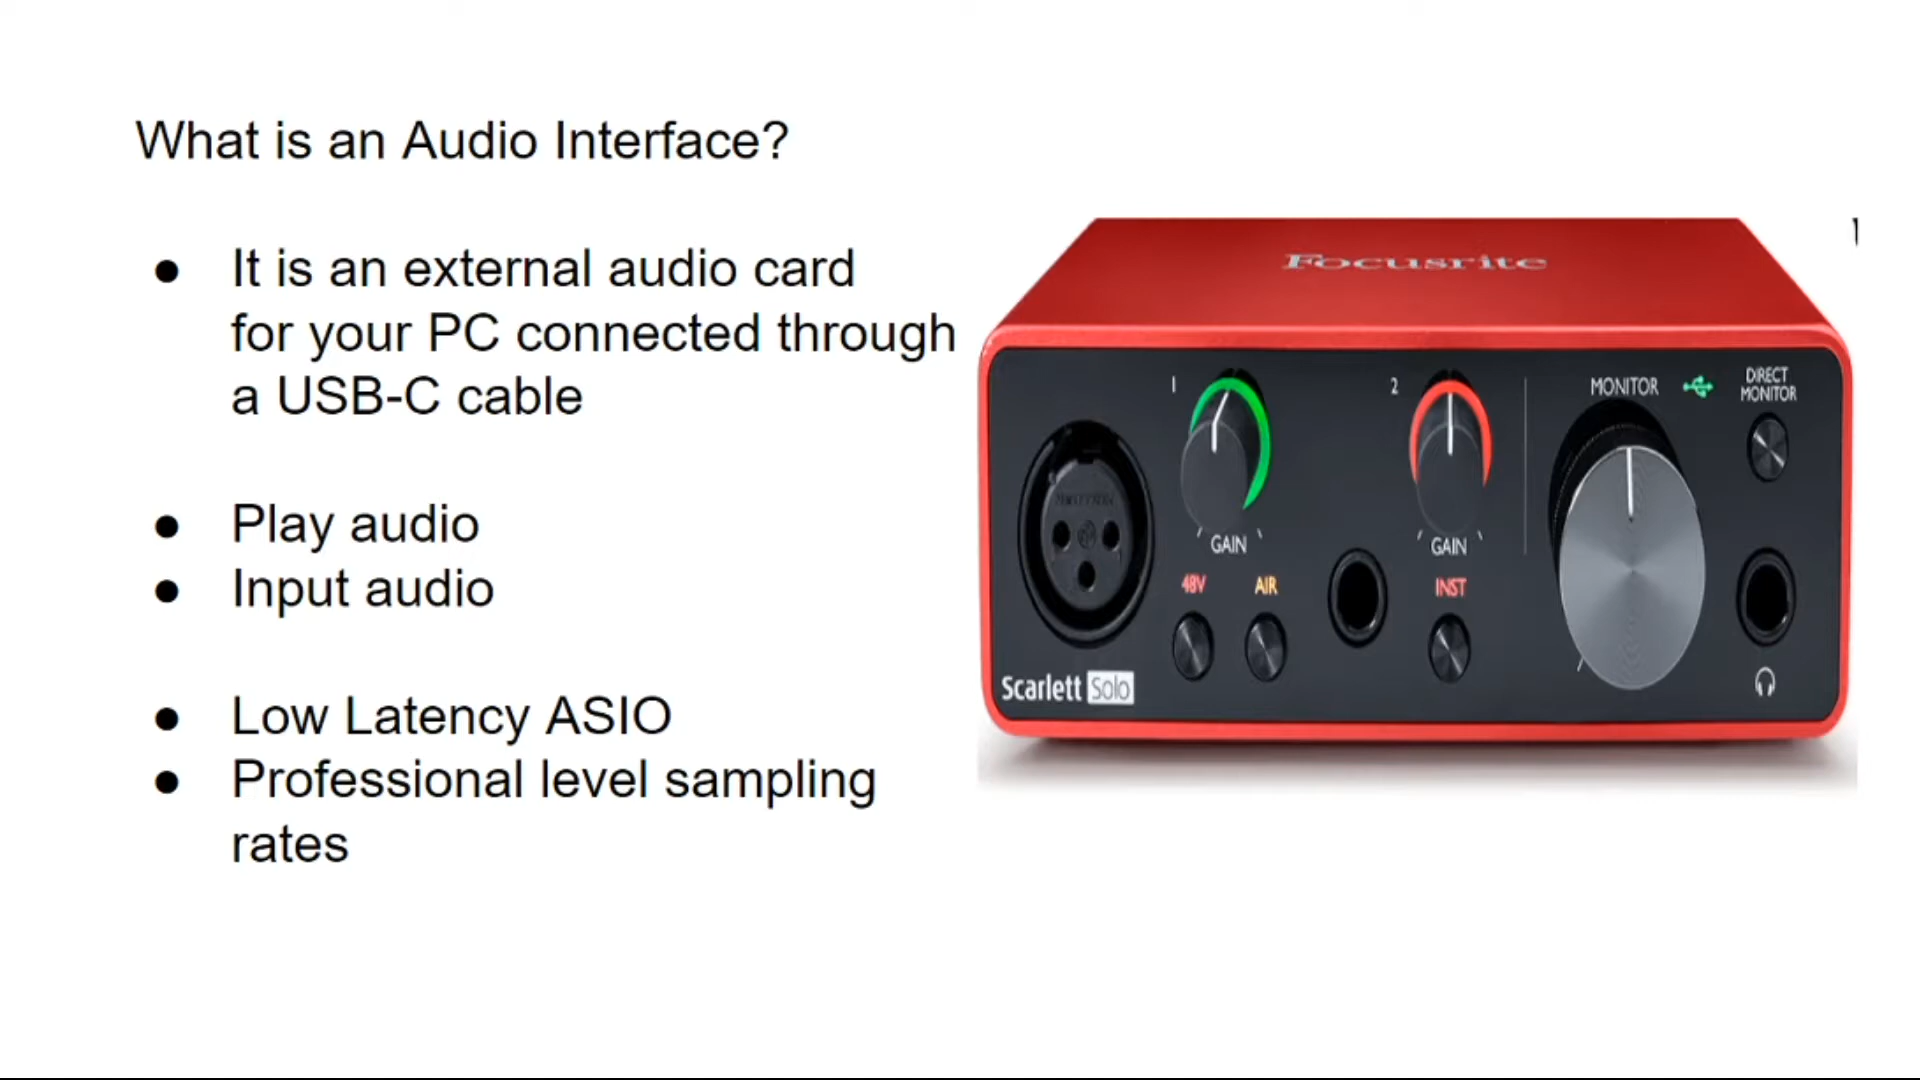 What is an Audio Interface?
● It is an external audio card
for your PC connected through
a USB-C cable
● Play audio
● Input audio
● Low Latency ASIO
● Professional level sampling
rates
Focusrite
1
2
MONITOR
DIRECT
MONITOR
GAIN
GAIN
48V
AIR
INST
Scarlett Solo